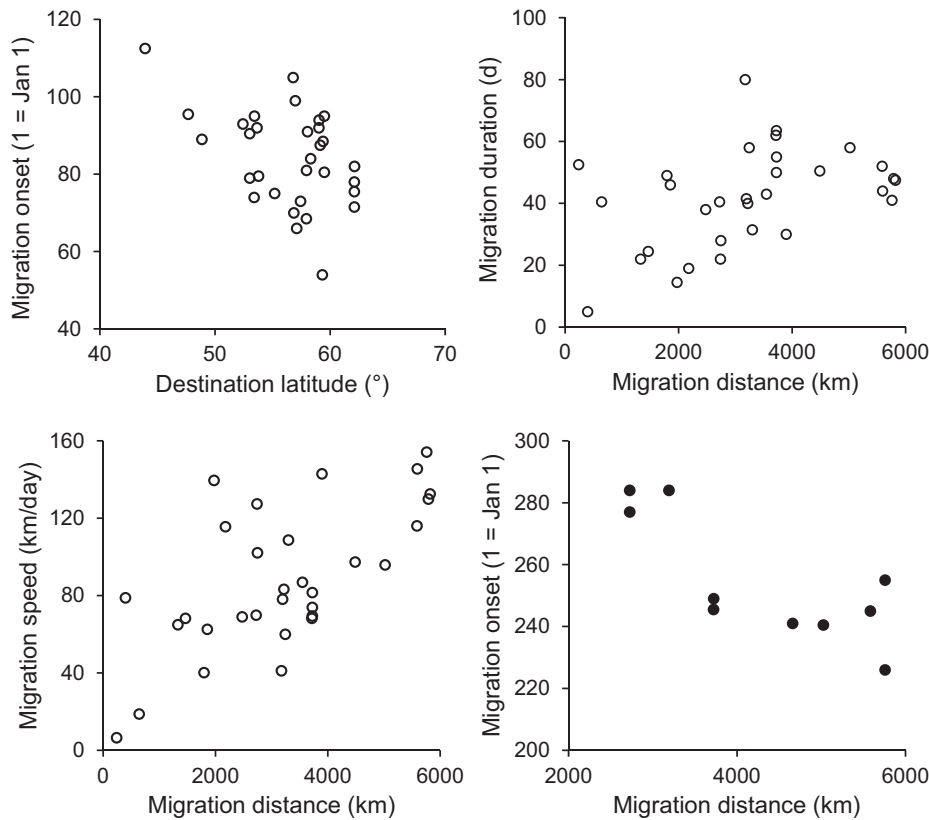 Migration onset (1 = Jan 1)
120
100
80
60
40
40 50 60 70
Destination latitude (°)
Migration duration (d)
100
80
60
40
20
0
0 2000 4000 6000
Migration distance (km)
Migration speed (km/day)
160
120
80
40
0
0 2000 4000 6000
Migration distance (km)
Migration onset (1 = Jan 1)
300
280
260
240
220
200
2000 4000 6000
Migration distance (km)